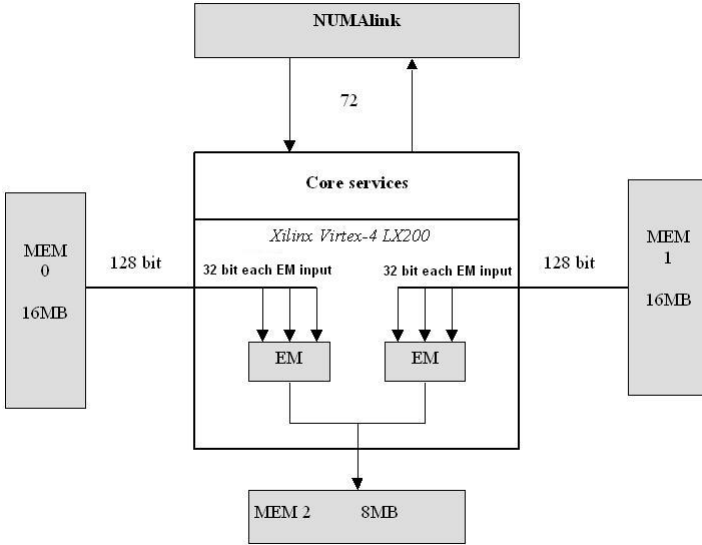 NUMAlink
72
Core services
Xilinx Virtex-4 LX200
MEM
0
16MB
128 bit
32 bit each EM input
32 bit each EM input
128 bit
MEM
1
16MB
EM
EM
MEM 2 8MB